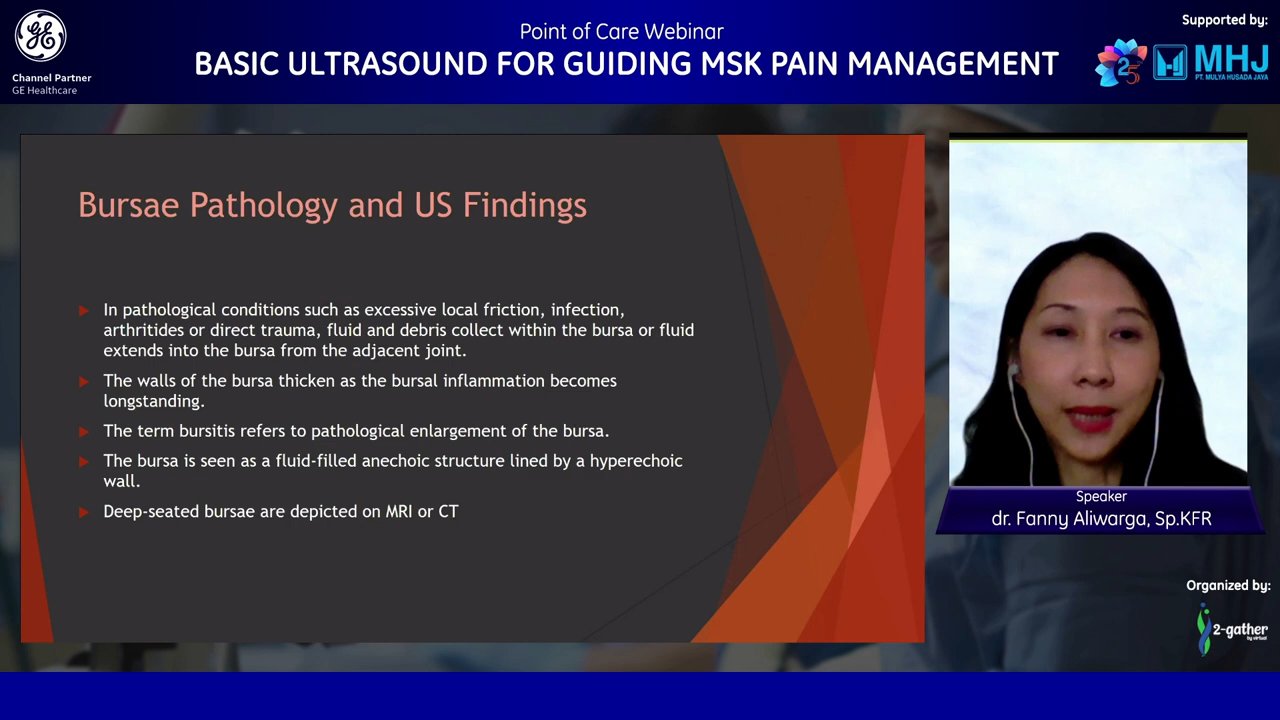 Channel Partner
GE Healthcare
Point of Care Webinar
BASIC ULTRASOUND FOR GUIDING MSK PAIN MANAGEMENT
Supported by:
25
MHJ
PT. MULYA HUSADA JAYA
Bursae Pathology and US Findings
In pathological conditions such as excessive local friction, infection,
arthritides or direct trauma, fluid and debris collect within the bursa or fluid
extends into the bursa from the adjacent joint.
The walls of the bursa thicken as the bursal inflammation becomes
longstanding.
The term bursitis refers to pathological enlargement of the bursa.
The bursa is seen as a fluid-filled anechoic structure lined by a hyperechoic
wall.
Deep-seated bursae are depicted on MRI or CT
Speaker
dr. Fanny Aliwarga, Sp.KFR
Organized by:
2-gather
by virtual